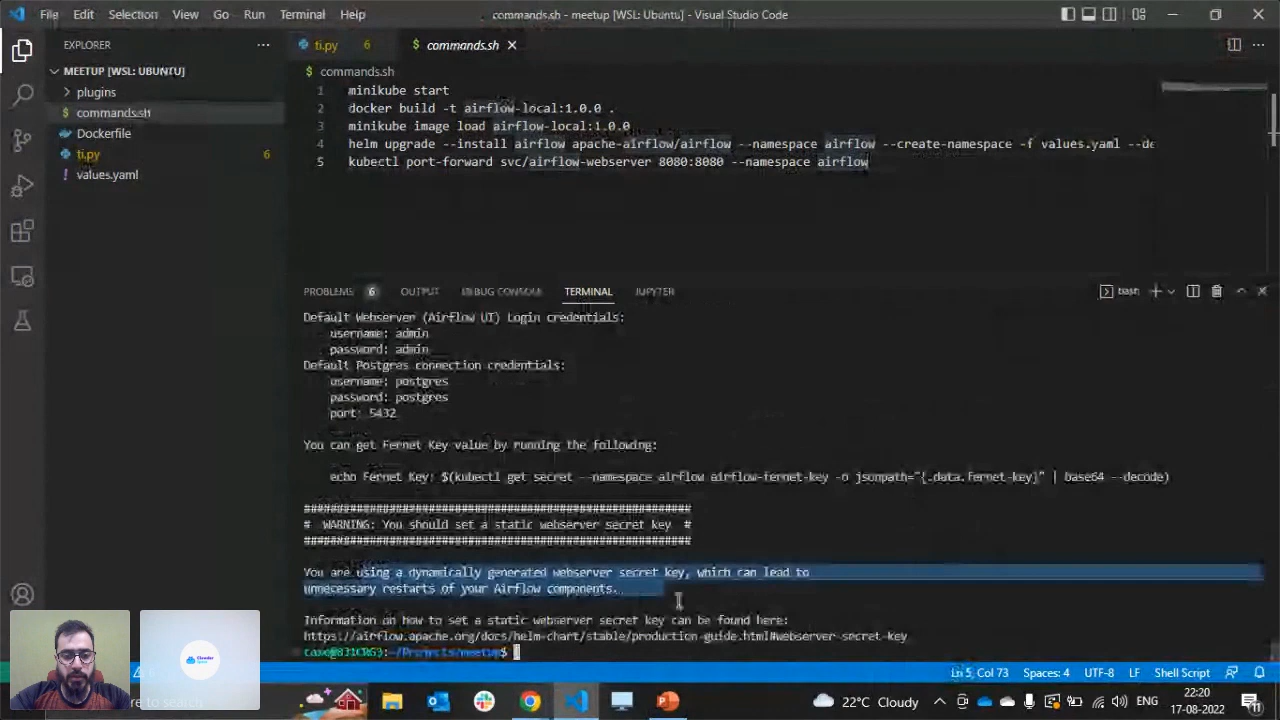 File Edit Selection View Go Run Terminal Help
commands.sh - meetup [WSL: Ubuntu] - Visual Studio Code
EXPLORER
ti.py 6
commands.sh
MEETUP [WSL: UBUNTU]
plugins
commands.sh
Dockerfile
ti.py 6
values.yaml
commands.sh
1 minikube start
2 docker build -t airflow-local:1.0.0 .
3 minikube image load airflow-local:1.0.0
4 helm upgrade --install airflow apache-airflow/airflow --namespace airflow --create-namespace -f values.yaml --de
5 kubectl port-forward svc/airflow-webserver 8080:8080 --namespace airflow
PROBLEMS 6 OUTPUT DEBUG CONSOLE TERMINAL JUPYTER
bash
Default Webserver (Airflow UI) Login credentials:
username: admin
password: admin
Default Postgres connection credentials:
username: postgres
password: postgres
port: 5432
You can get Fernet Key value by running the following:
echo Fernet Key: $(kubectl get secret --namespace airflow airflow-fernet-key -o jsonpath="{.data.fernet-key}" | base64 --decode)
#####################################################
# WARNING: You should set a static webserver secret key #
#####################################################
You are using a dynamically generated webserver secret key, which can lead to
unnecessary restarts of your Airflow components.
Information on how to set a static webserver secret key can be found here:
https://airflow.apache.org/docs/helm-chart/stable/production-guide.html#webserver-secret-key
:~/Projects/meetup$
Ln 5, Col 73 Spaces: 4 UTF-8 LF Shell Script
to search
22°C Cloudy
ENG
22:20
17-08-2022